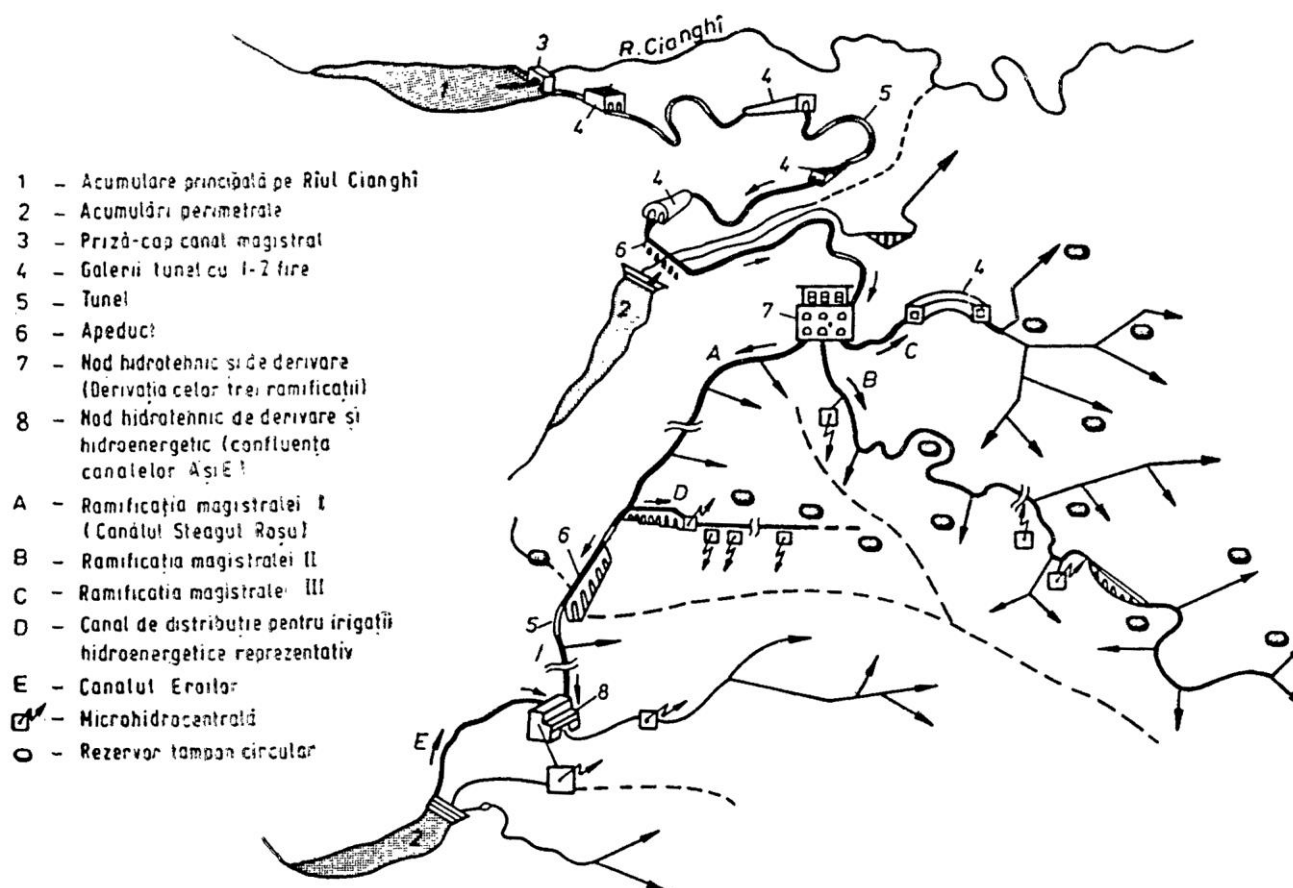 R. Cianghî
3
1
4
4
5
4
4
6
2
7
4
A
C
B
D
6
5
8
E
2
1 – Acumulare principală pe Rîul Cianghî
2 – Acumulări perimetrale
3 – Priză-cap canal magistral
4 – Galerii tunel cu 1-2 fire
5 – Tunel
6 – Apeduct
7 – Nod hidrotehnic și de derivare
(Derivația celor trei ramificații)
8 – Nod hidrotehnic de derivare și
hidroenergetic (confluența
canalelor A și E)
A – Ramificația magistralei I
(Canalul Steagul Roșu)
B – Ramificația magistralei II
C – Ramificatia magistralei III
D – Canal de distribuție pentru irigații
hidroenergetice reprezentativ
E – Canalul Eroilor
– Microhidrocentrală
– Rezervor tampon circular